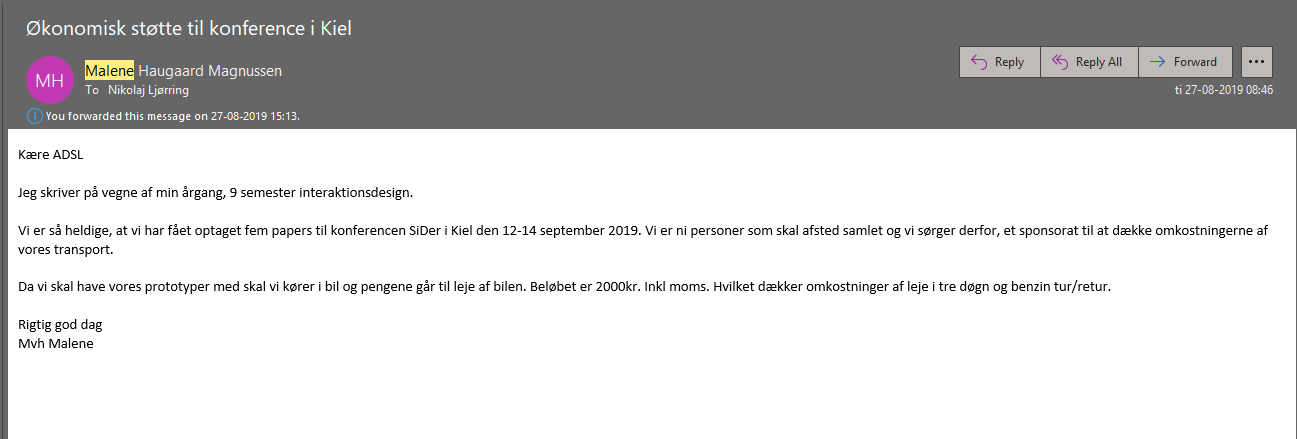 Økonomisk støtte til konference i Kiel
MH
Malene Haugaard Magnussen
To Nikolaj Ljørring
Reply
Reply All
Forward
ti 27-08-2019 08:46
You forwarded this message on 27-08-2019 15:13.
Kære ADSL
Jeg skriver på vegne af min årgang, 9 semester interaktionsdesign.
Vi er så heldige, at vi har fået optaget fem papers til konferencen SiDer i Kiel den 12-14 september 2019. Vi er ni personer som skal afsted samlet og vi sørger derfor, et sponsorat til at dække omkostningerne af
vores transport.
Da vi skal have vores prototyper med skal vi kører i bil og pengene går til leje af bilen. Beløbet er 2000kr. Inkl moms. Hvilket dækker omkostninger af leje i tre døgn og benzin tur/retur.
Rigtig god dag
Mvh Malene